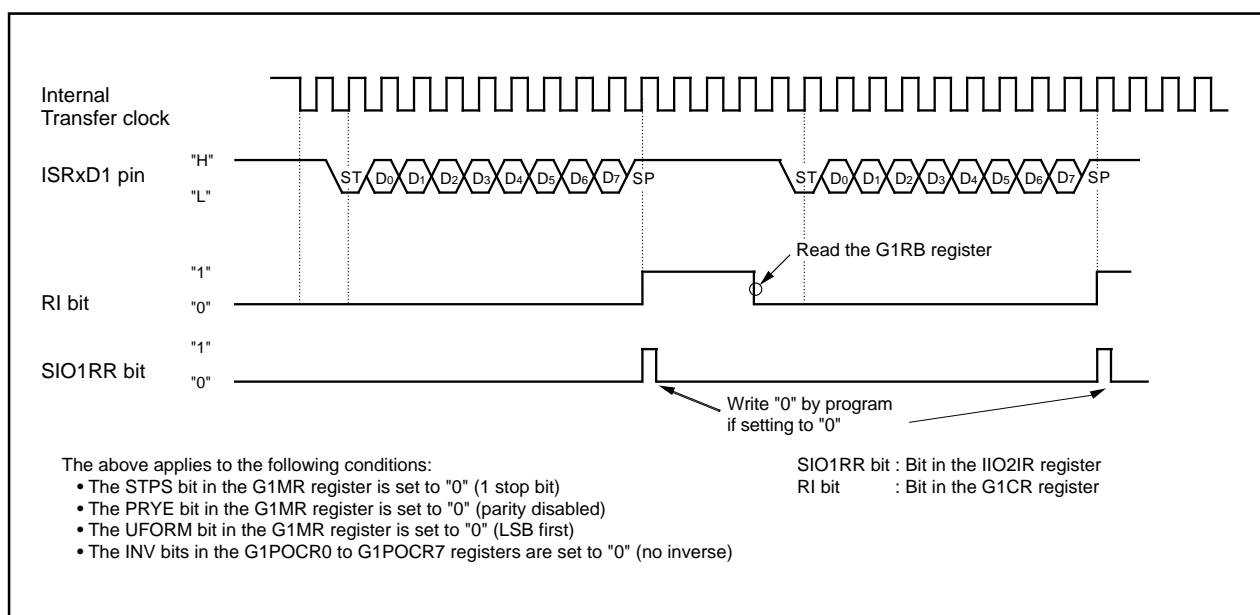 Internal
Transfer clock
ISRxD1 pin
"H"
"L"
ST D0 D1 D2 D3 D4 D5 D6 D7 SP
ST D0 D1 D2 D3 D4 D5 D6 D7 SP
Read the G1RB register
RI bit
"1"
"0"
SIO1RR bit
"1"
"0"
Write "0" by program
if setting to "0"
The above applies to the following conditions:
• The STPS bit in the G1MR register is set to "0" (1 stop bit)
• The PRYE bit in the G1MR register is set to "0" (parity disabled)
• The UFORM bit in the G1MR register is set to "0" (LSB first)
• The INV bits in the G1POCR0 to G1POCR7 registers are set to "0" (no inverse)
SIO1RR bit : Bit in the IIO2IR register
RI bit : Bit in the G1CR register